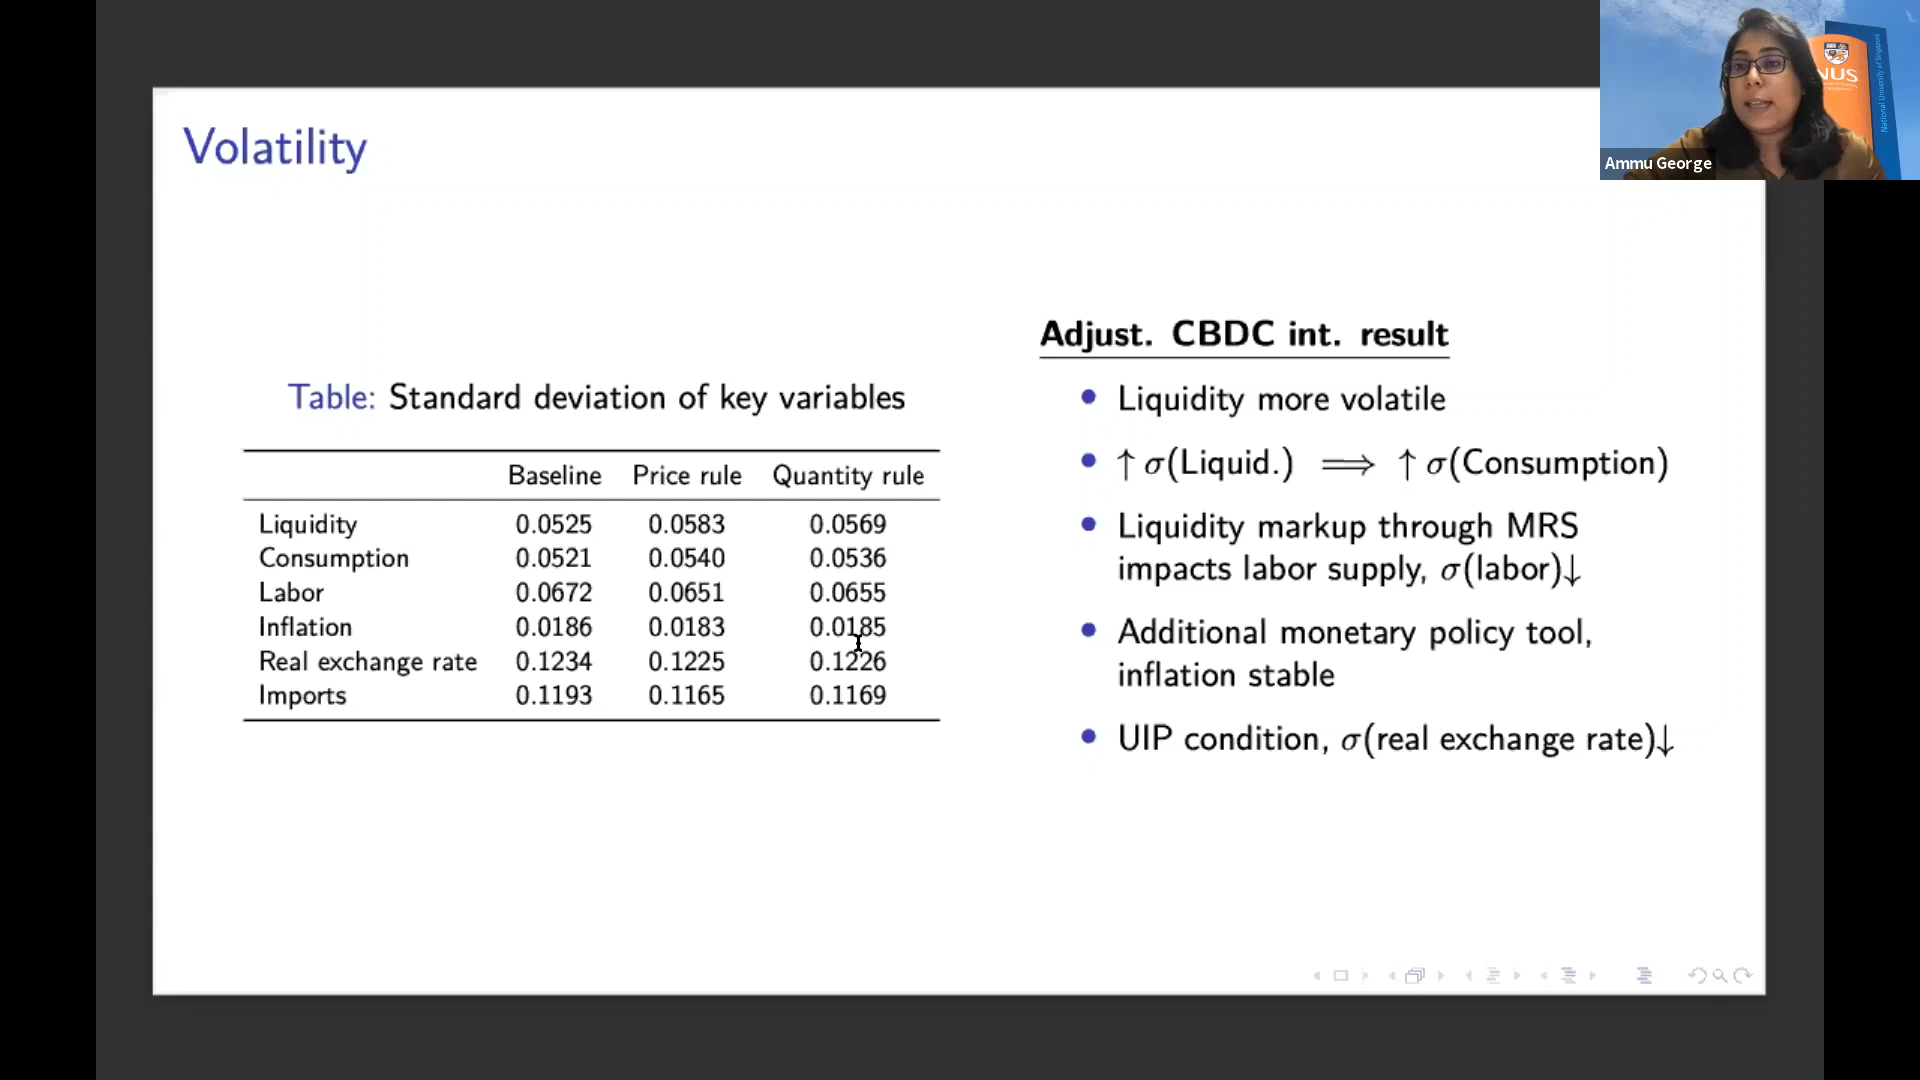 Volatility
NUS
National University of Singapore
Ammu George
Table: Standard deviation of key variables
Baseline Price rule Quantity rule
Liquidity 0.0525 0.0583 0.0569
Consumption 0.0521 0.0540 0.0536
Labor 0.0672 0.0651 0.0655
Inflation 0.0186 0.0183 0.0185
Real exchange rate 0.1234 0.1225 0.1226
Imports 0.1193 0.1165 0.1169
Adjust. CBDC int. result
• Liquidity more volatile
• ↑ σ(Liquid.) ⟹ ↑ σ(Consumption)
• Liquidity markup through MRS
impacts labor supply, σ(labor)↓
• Additional monetary policy tool,
inflation stable
• UIP condition, σ(real exchange rate)↓